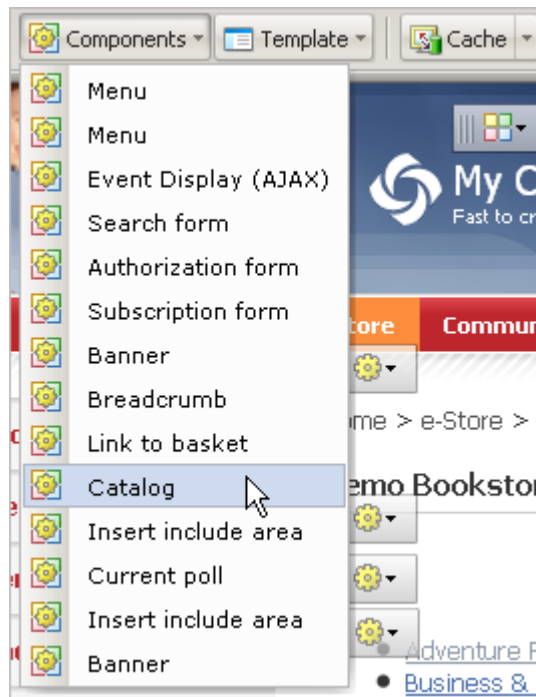 Components Template Cache
Menu
Menu
Event Display (AJAX)
Search form
Authorization form
Subscription form
Banner
Breadcrumb
Link to basket
Catalog
Insert include area
Current poll
Insert include area
Banner
My C
Fast to cr
tore Commun
ome > e-Store >
emo Bookstor
Adventure F
Business &